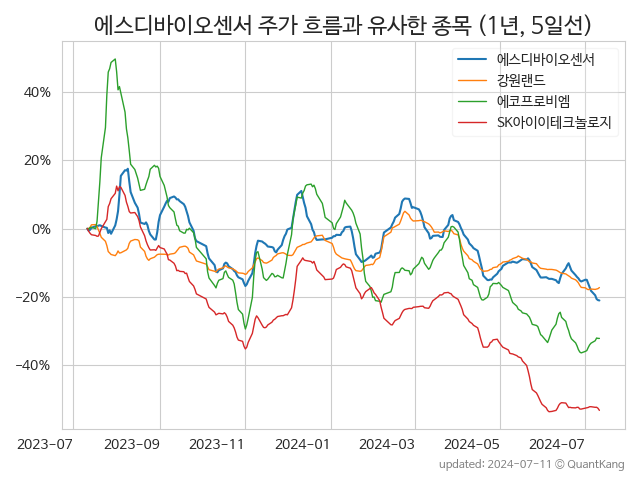 에스디바이오센서 주가 흐름과 유사한 종목 (1년, 5일선)
에스디바이오센서
강원랜드
에코프로비엠
SK아이이테크놀로지
40%
20%
0%
−20%
−40%
2023-07 2023-09 2023-11 2024-01 2024-03 2024-05 2024-07
updated: 2024-07-11 © QuantKang